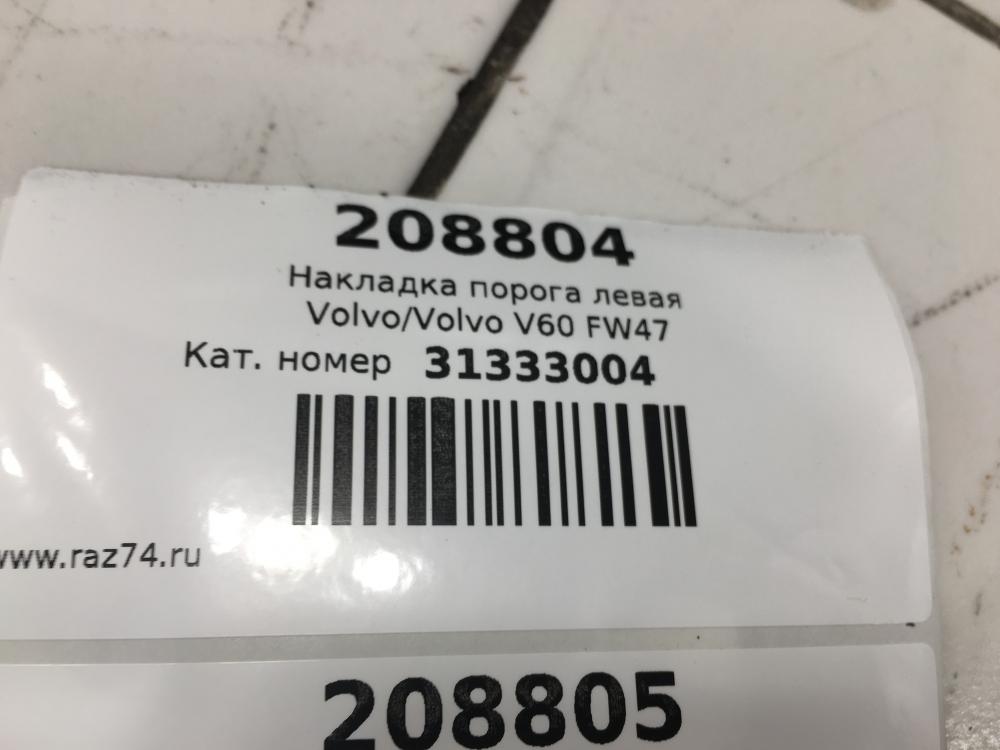 208804
Накладка порога левая
Volvo/Volvo V60 FW47
Кат. номер 31333004
www.raz74.ru
208805